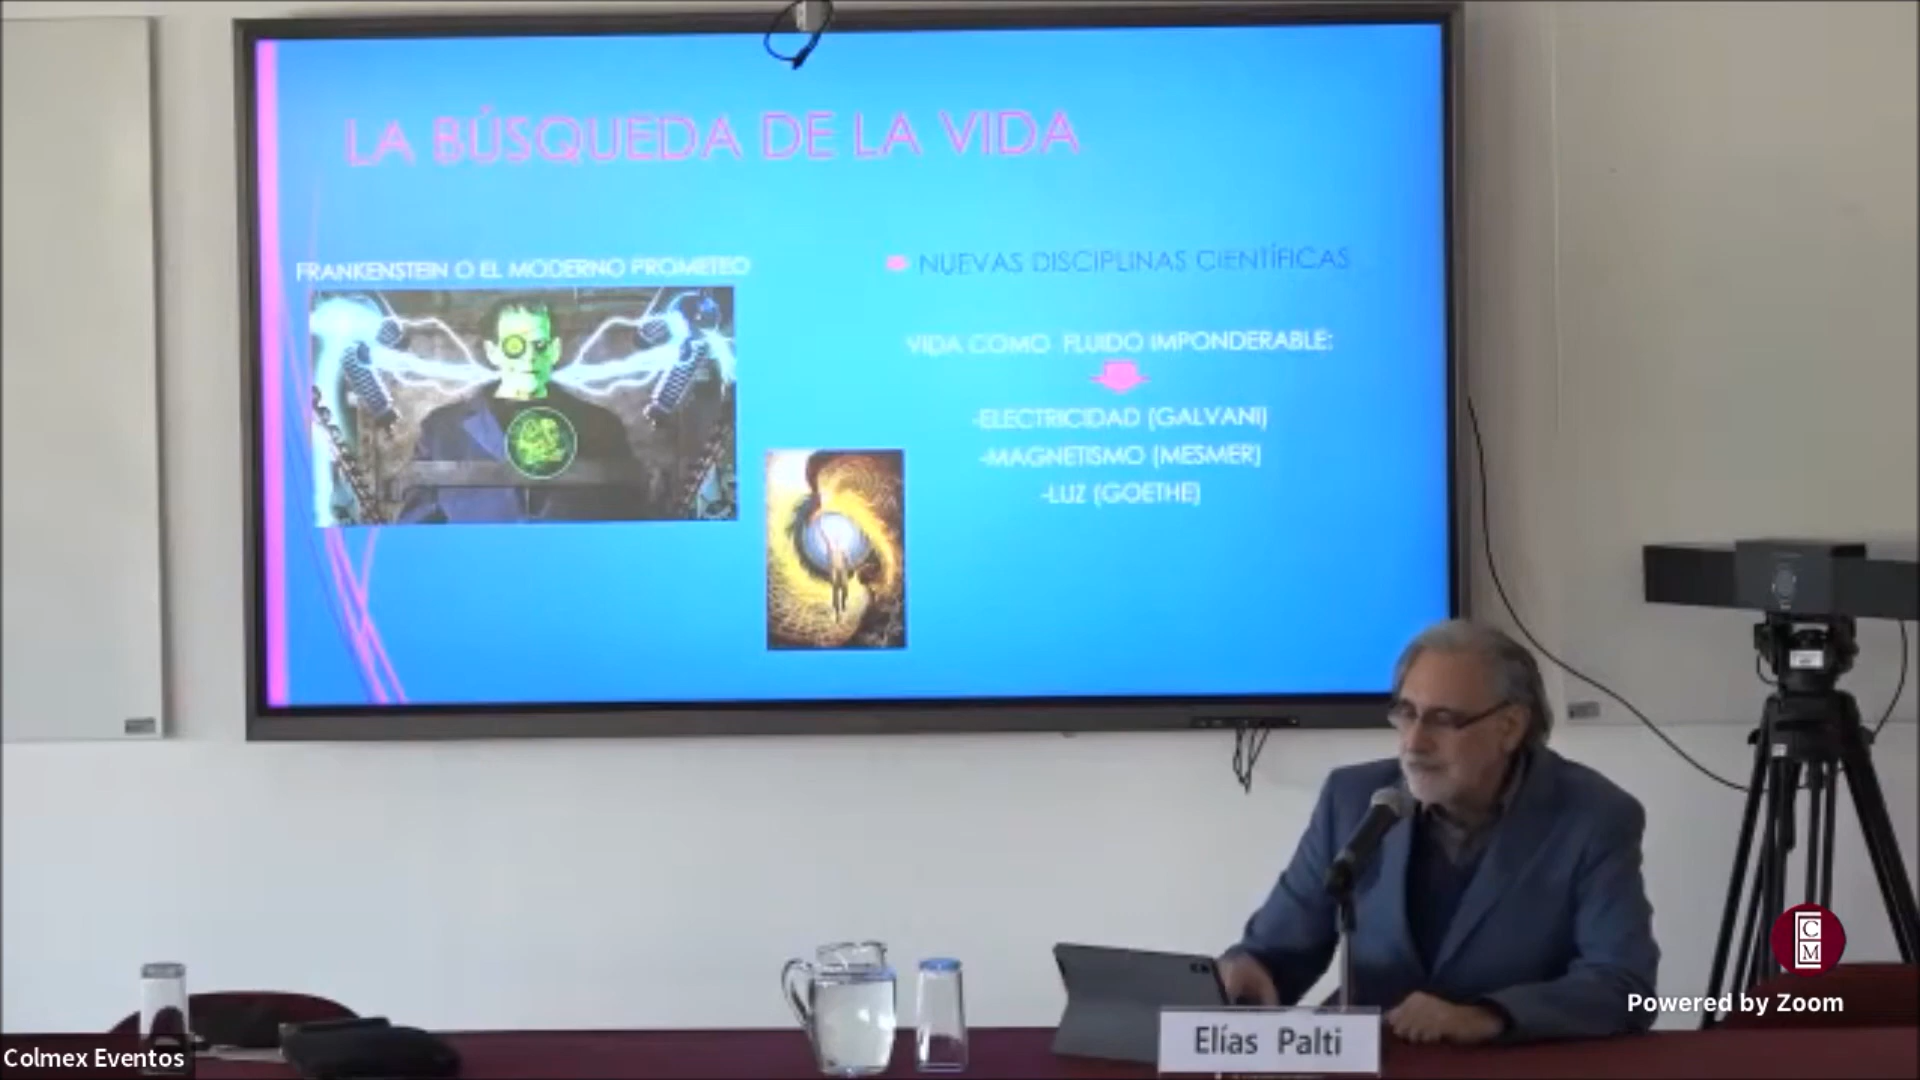 LA BÚSQUEDA DE LA VIDA
FRANKENSTEIN O EL MODERNO PROMETEO
NUEVAS DISCIPLINAS CIENTÍFICAS
VIDA COMO FLUIDO IMPONDERABLE:
-ELECTRICIDAD (GALVANI)
-MAGNETISMO (MESMER)
-LUZ (GOETHE)
C
M
Powered by Zoom
Elías Palti
Colmex Eventos